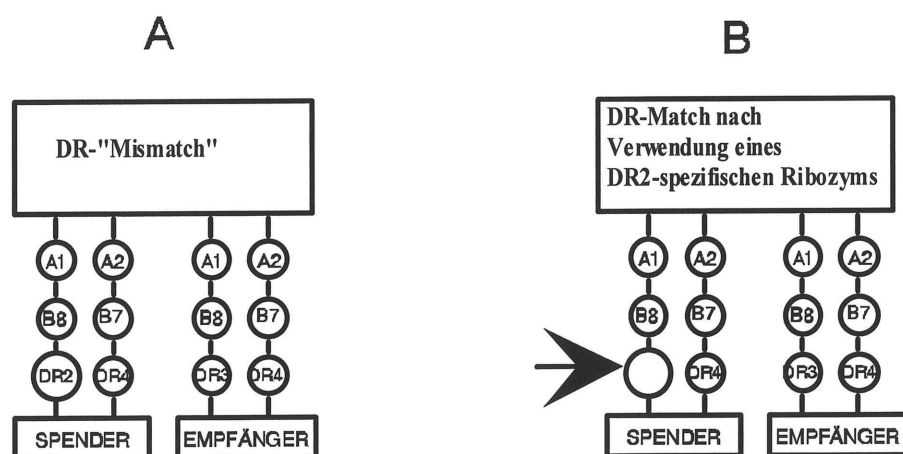 A
DR-"Mismatch"
A1 A2 A1 A2
B8 B7 B8 B7
DR2 DR4 DR3 DR4
SPENDER EMPFÄNGER
B
DR-Match nach
Verwendung eines
DR2-spezifischen Ribozyms
A1 A2 A1 A2
B8 B7 B8 B7
DR4 DR3 DR4
SPENDER EMPFÄNGER